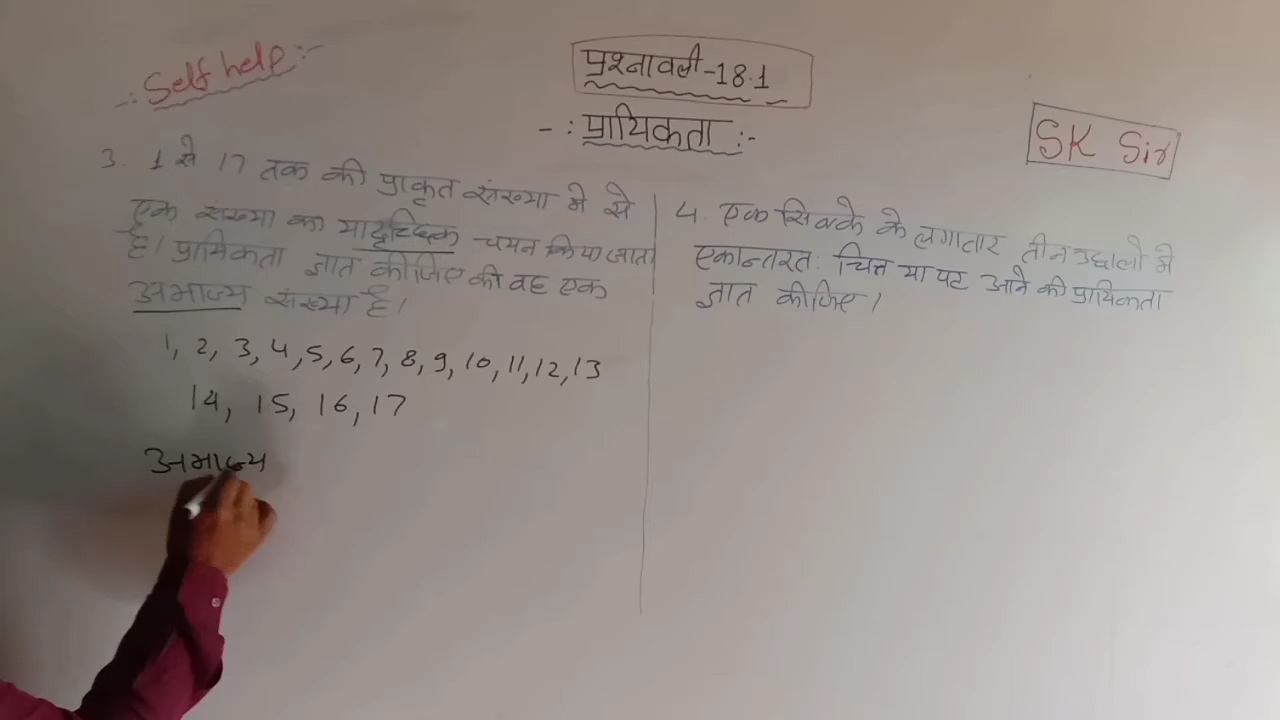 -: Self help :-
प्रश्नावली-18.1
-: प्रायिकता :-
SK Sir
3. 1 से 17 तक की प्राकृत संख्या मे से
एक संख्या का यादृच्छिक चयन किया जाता
है। प्रायिकता ज्ञात कीजिए की वह एक
अभाज्य संख्या है।
1, 2, 3, 4, 5, 6, 7, 8, 9, 10, 11, 12, 13
14, 15, 16, 17
अभाज्य
4. एक सिक्के के लगातार तीन उछालो मे
एकान्तरतः चित्त या पट आने की प्रायिकता
ज्ञात कीजिए।